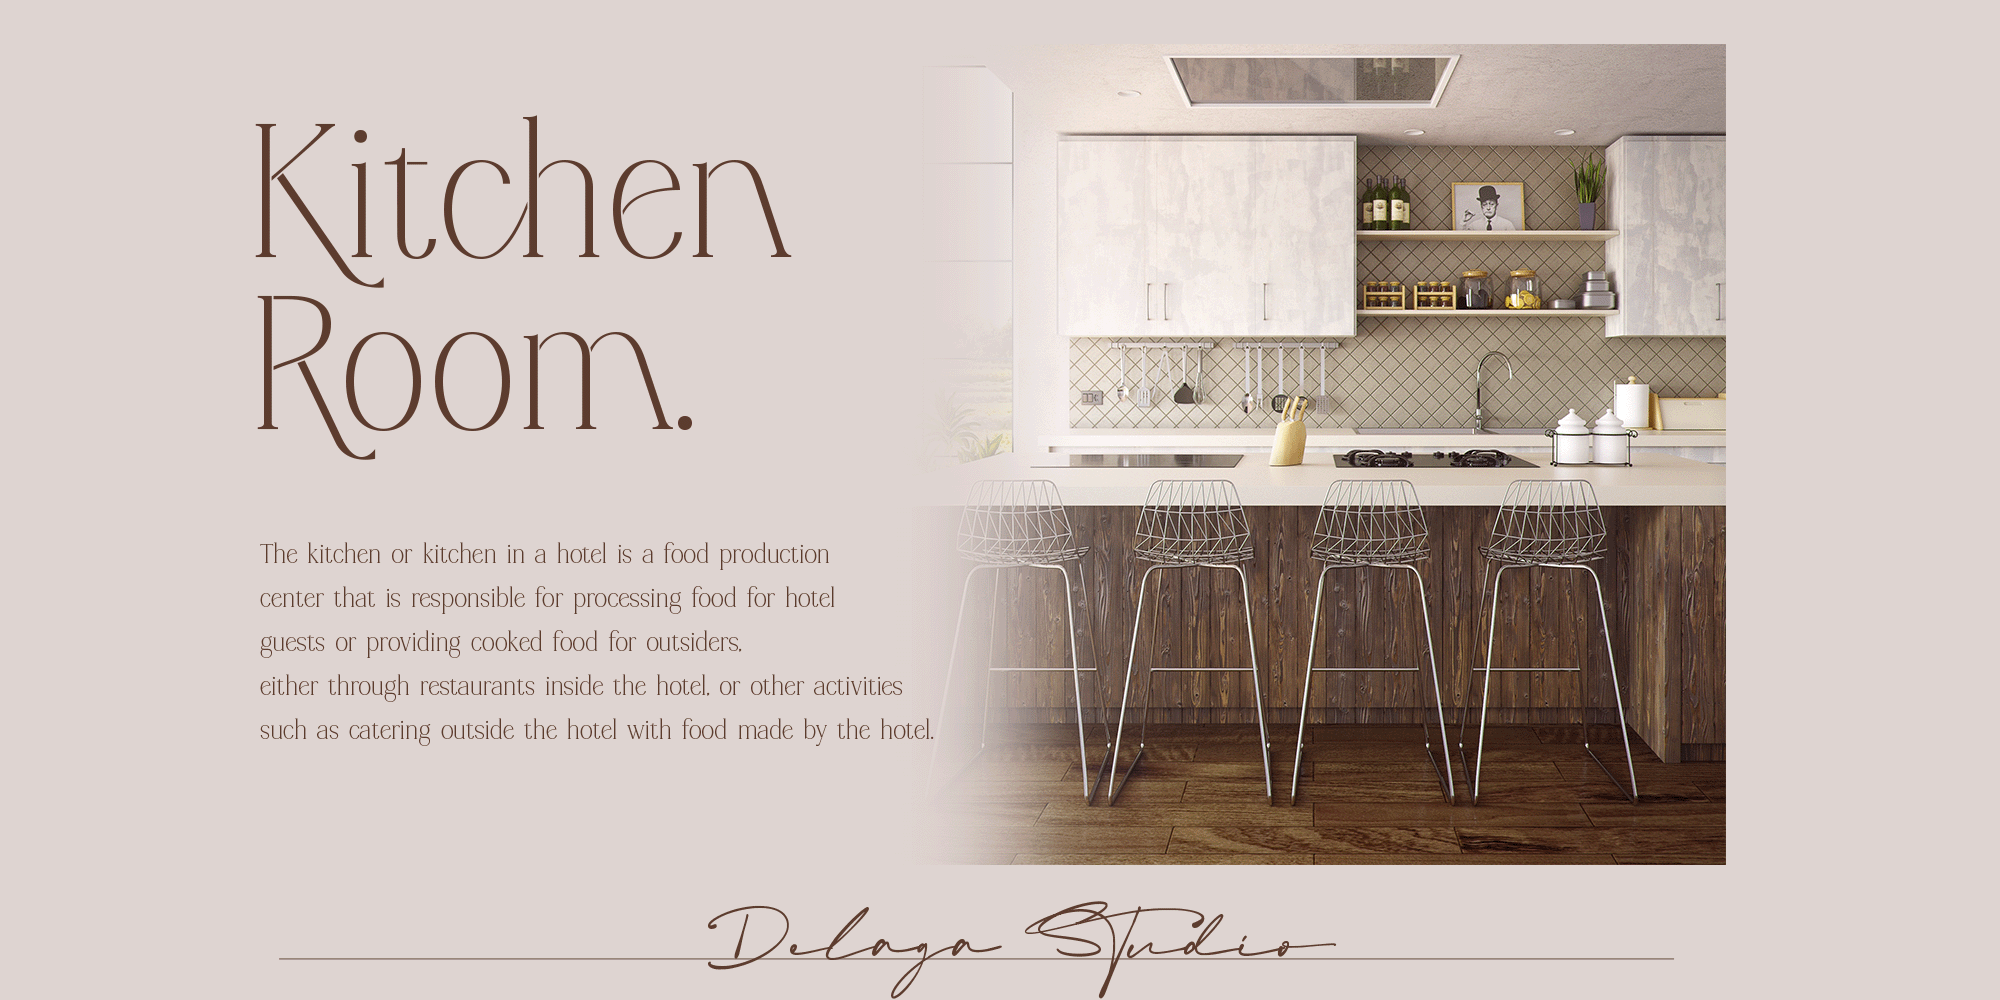 Kitchen
Room.
The kitchen or kitchen in a hotel is a food production
center that is responsible for processing food for hotel
guests or providing cooked food for outsiders,
either through restaurants inside the hotel, or other activities
such as catering outside the hotel with food made by the hotel.
Delaga Studio